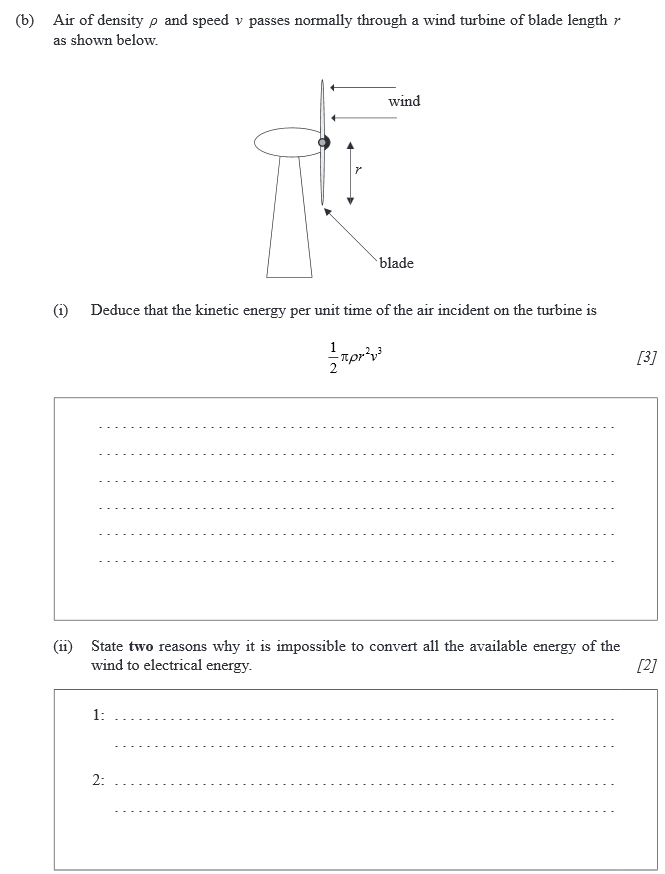 (b) Air of density ρ and speed v passes normally through a wind turbine of blade length r
as shown below.
wind
r
blade
(i) Deduce that the kinetic energy per unit time of the air incident on the turbine is
1/2 πρr²v³ [3]
(ii) State two reasons why it is impossible to convert all the available energy of the
wind to electrical energy. [2]
1:
2: